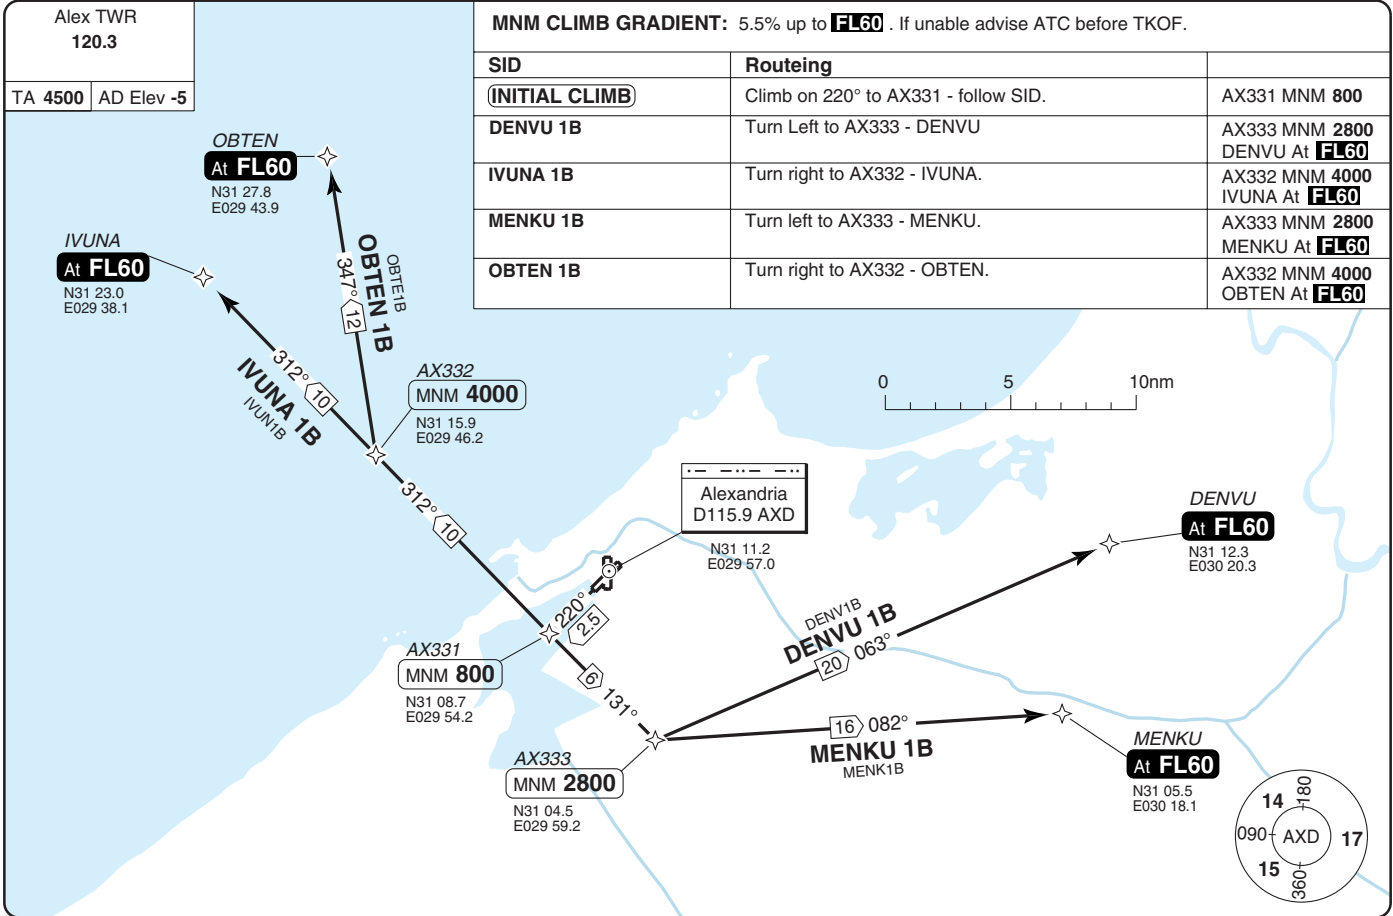 Alex TWR
120.3
TA 4500 AD Elev -5
MNM CLIMB GRADIENT: 5.5% up to FL60 . If unable advise ATC before TKOF.
SID Routeing
INITIAL CLIMB Climb on 220° to AX331 - follow SID. AX331 MNM 800
DENVU 1B Turn Left to AX333 - DENVU AX333 MNM 2800
DENVU At FL60
IVUNA 1B Turn right to AX332 - IVUNA. AX332 MNM 4000
IVUNA At FL60
MENKU 1B Turn left to AX333 - MENKU. AX333 MNM 2800
MENKU At FL60
OBTEN 1B Turn right to AX332 - OBTEN. AX332 MNM 4000
OBTEN At FL60
OBTEN
At FL60
N31 27.8
E029 43.9
IVUNA
At FL60
N31 23.0
E029 38.1
OBTE1B
OBTEN 1B
347° 12
312° 10
IVUNA 1B
IVUN1B
AX332
MNM 4000
N31 15.9
E029 46.2
0 5 10nm
312° 10
Alexandria
D115.9 AXD
N31 11.2
E029 57.0
DENVU
At FL60
N31 12.3
E030 20.3
220°
2.5
AX331
MNM 800
N31 08.7
E029 54.2
6 131°
DENV1B
DENVU 1B
20 063°
16 082°
MENKU 1B
MENK1B
AX333
MNM 2800
N31 04.5
E029 59.2
MENKU
At FL60
N31 05.5
E030 18.1
14 180
090 AXD 17
15
360